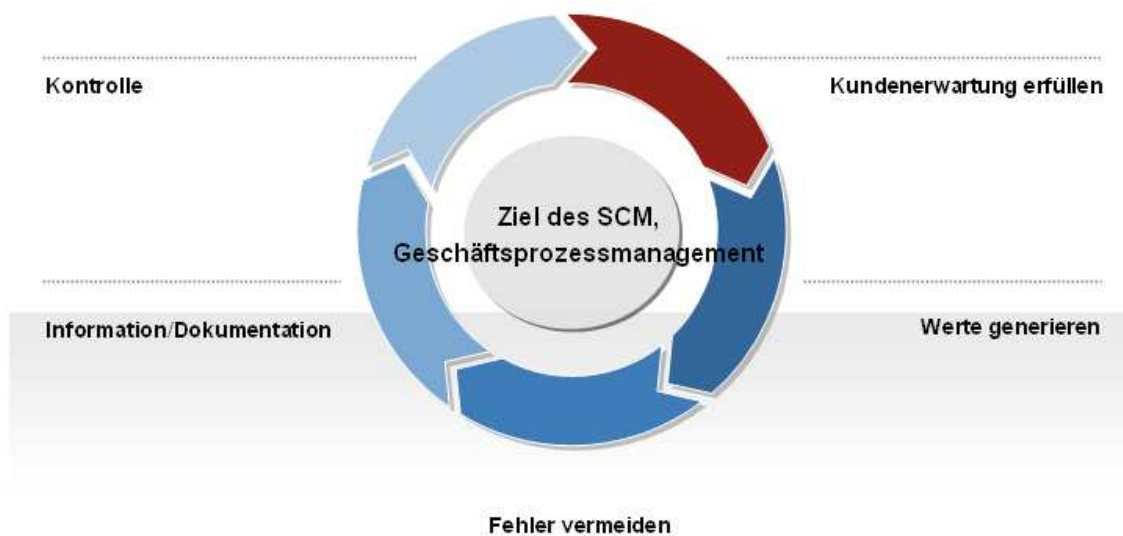 Kontrolle
Kundenerwartung erfüllen
Ziel des SCM,
Geschäftsprozessmanagement
Information/Dokumentation
Werte generieren
Fehler vermeiden